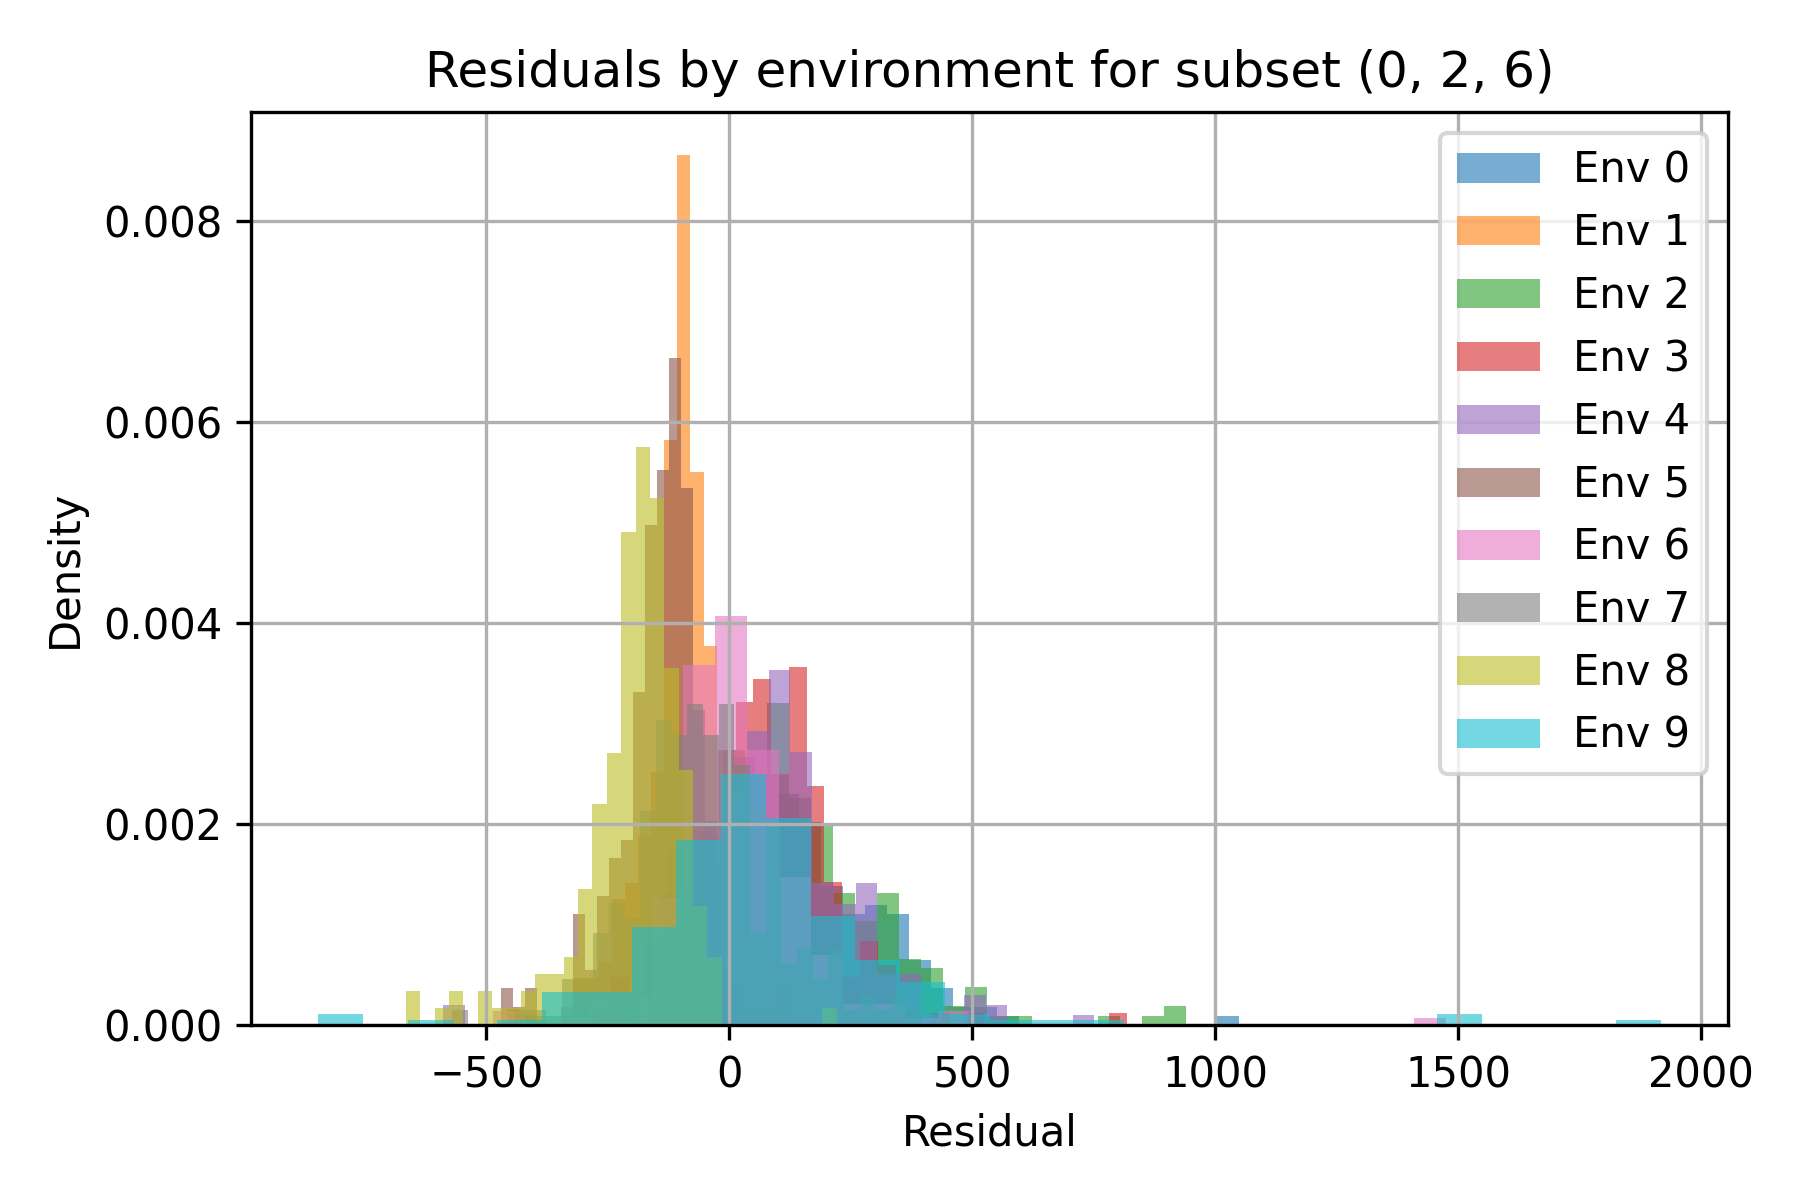 Residuals by environment for subset (0, 2, 6)
Density
0.008
0.006
0.004
0.002
0.000
−500
0
500
1000
1500
2000
Residual
Env 0
Env 1
Env 2
Env 3
Env 4
Env 5
Env 6
Env 7
Env 8
Env 9